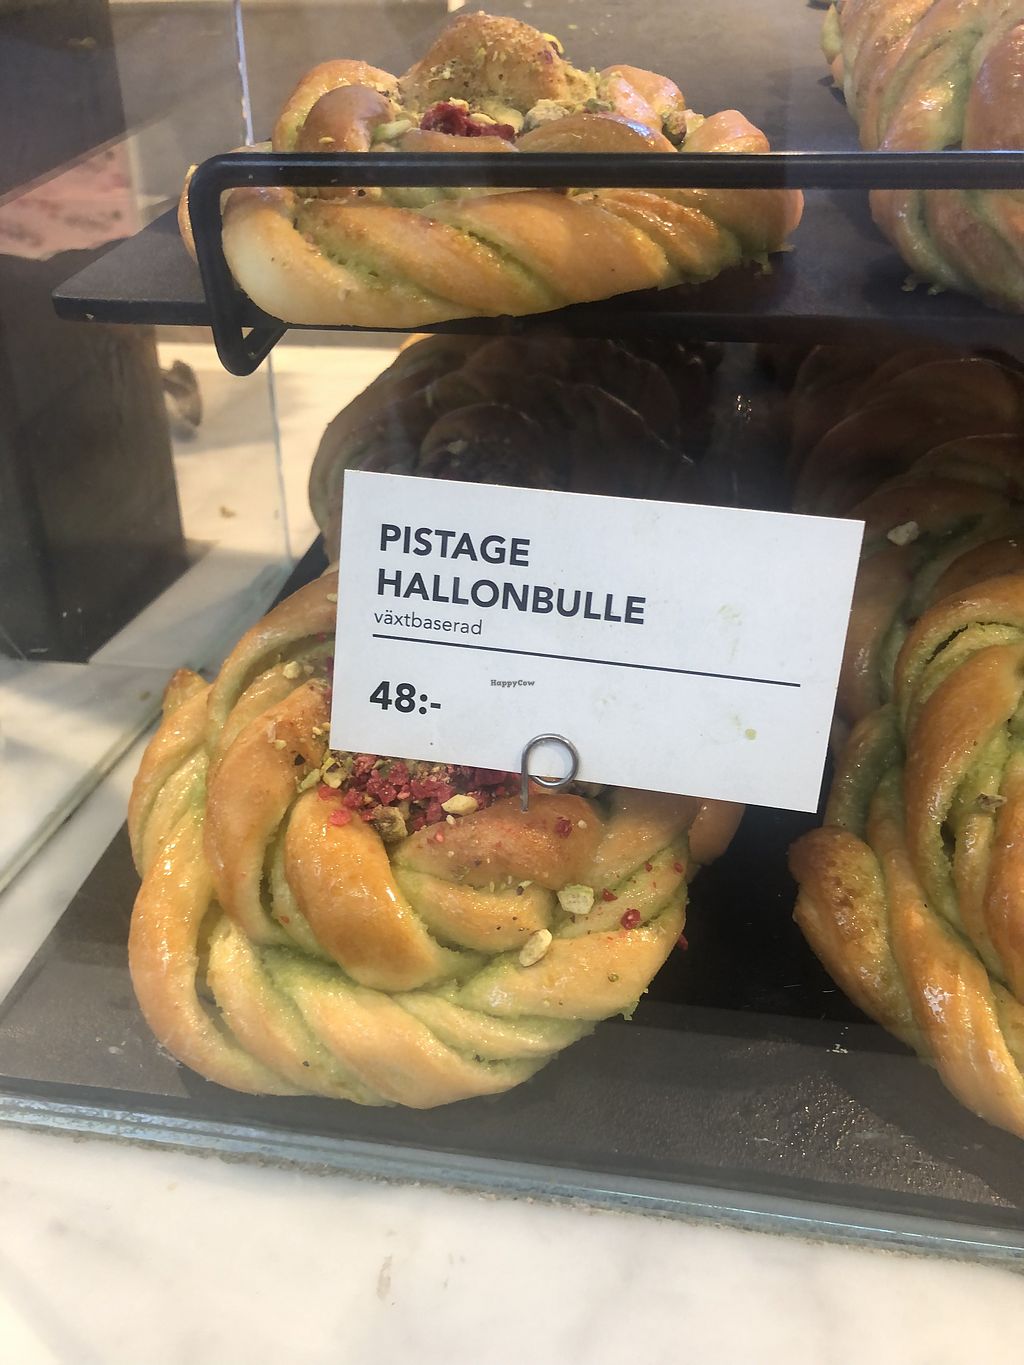 PISTAGE
HALLONBULLE
växtbaserad
HappyCow
48:-